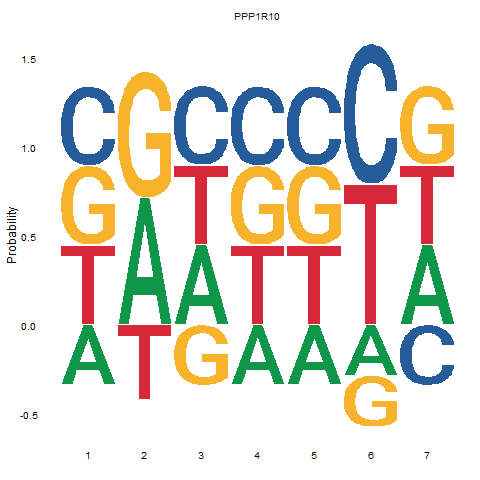 PPP1R10
1.5
1.0
0.5
0.0
-0.5
Probability
C G C C C C G
G A T G G T T
T T A T T A A
A G A A G C
1 2 3 4 5 6 7